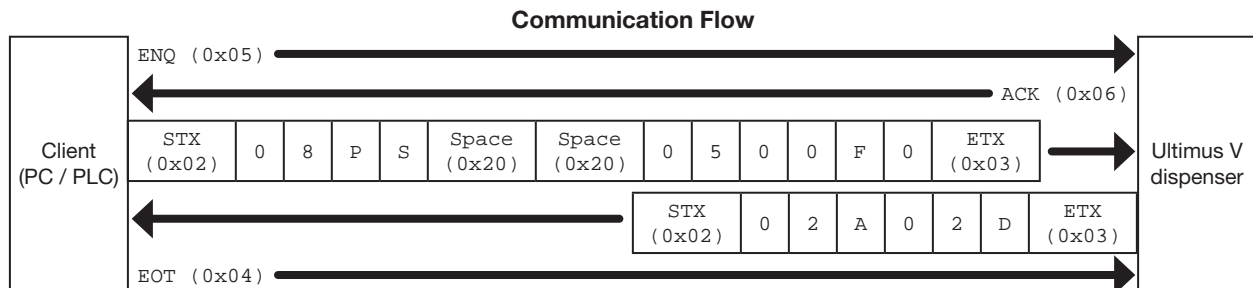 Communication Flow
ENQ (0x05)
ACK (0x06)
Client
(PC / PLC)
STX
(0x02)
0 8 P S
Space
(0x20)
Space
(0x20)
0 5 0 0 F 0
ETX
(0x03)
Ultimus V
dispenser
STX
(0x02)
0 2 A 0 2 D
ETX
(0x03)
EOT (0x04)